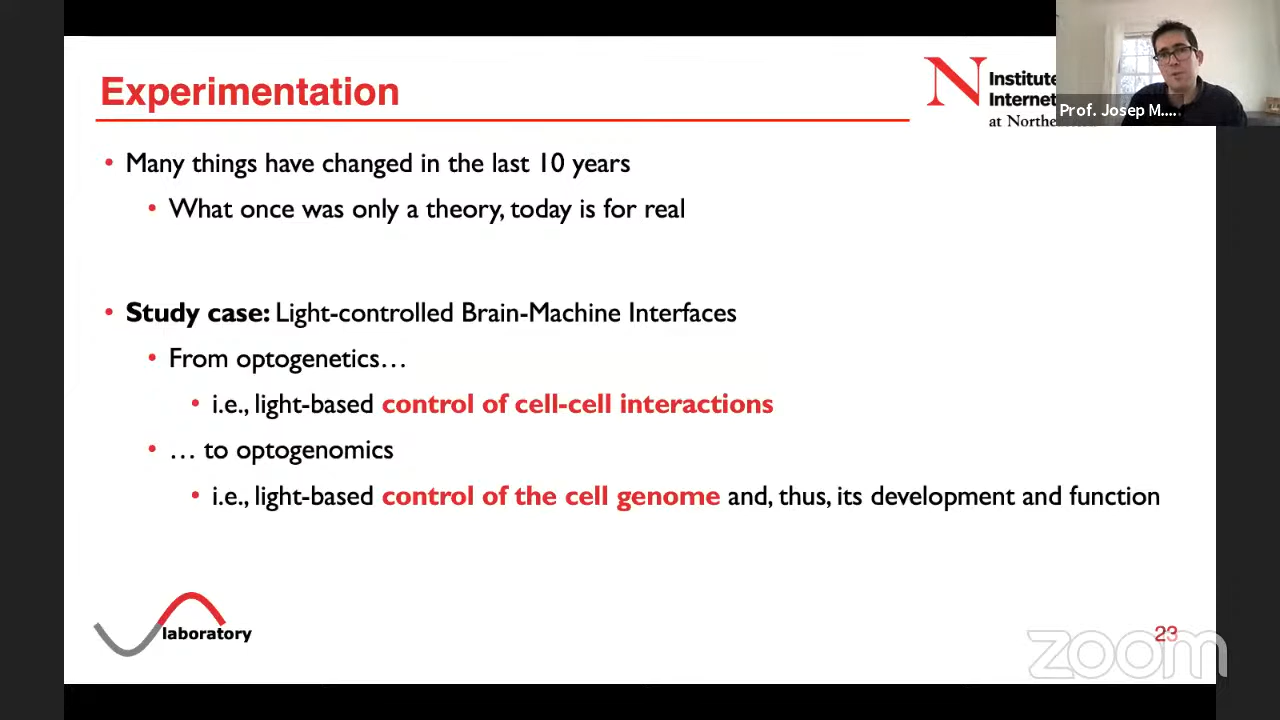 Experimentation
N
Institute
Internet
at Northe
Prof. Josep M....
• Many things have changed in the last 10 years
• What once was only a theory, today is for real
• Study case: Light-controlled Brain-Machine Interfaces
• From optogenetics…
• i.e., light-based control of cell-cell interactions
• … to optogenomics
• i.e., light-based control of the cell genome and, thus, its development and function
laboratory
23
zoom